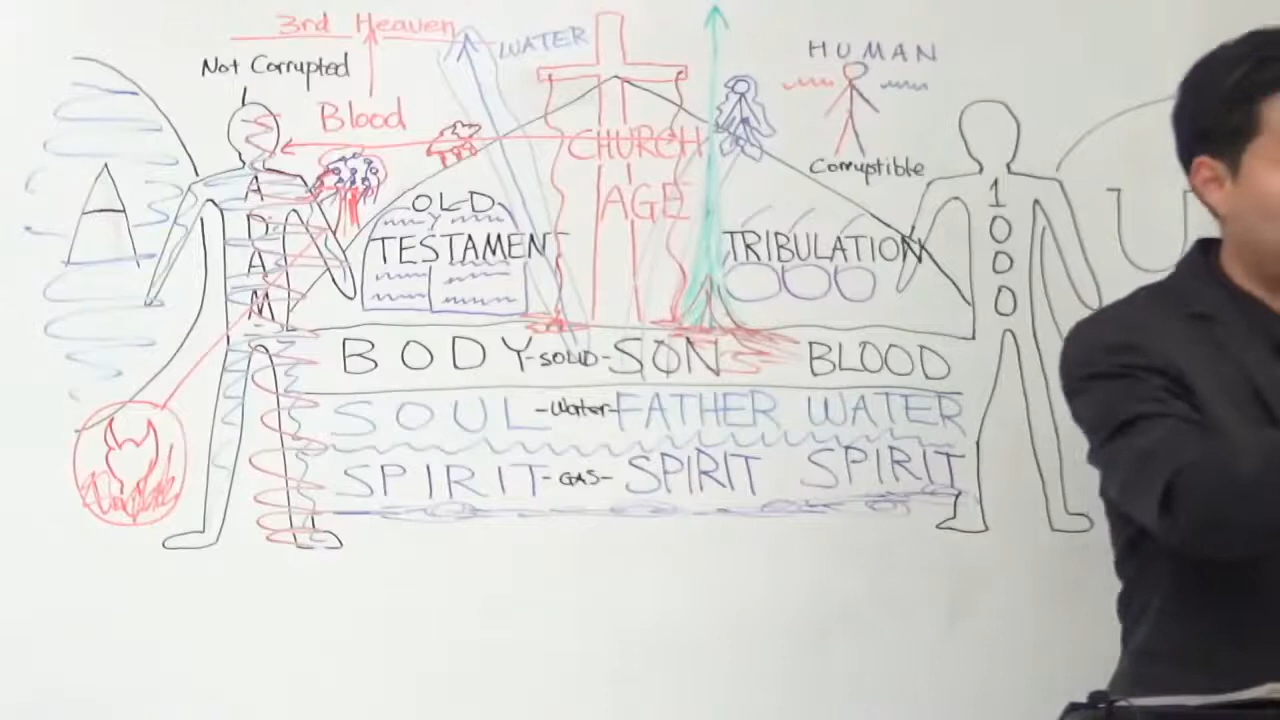 3rd Heaven
WATER
HUMAN
Not Corrupted
Blood
CHURCH
Corruptible
A
ADAM
OLD
AGE
1000
U
TESTAMENT
TRIBULATION
BODY-SOLID-SON BLOOD
SOUL-Water-FATHER WATER
SPIRIT-GAS-SPIRIT SPIRIT